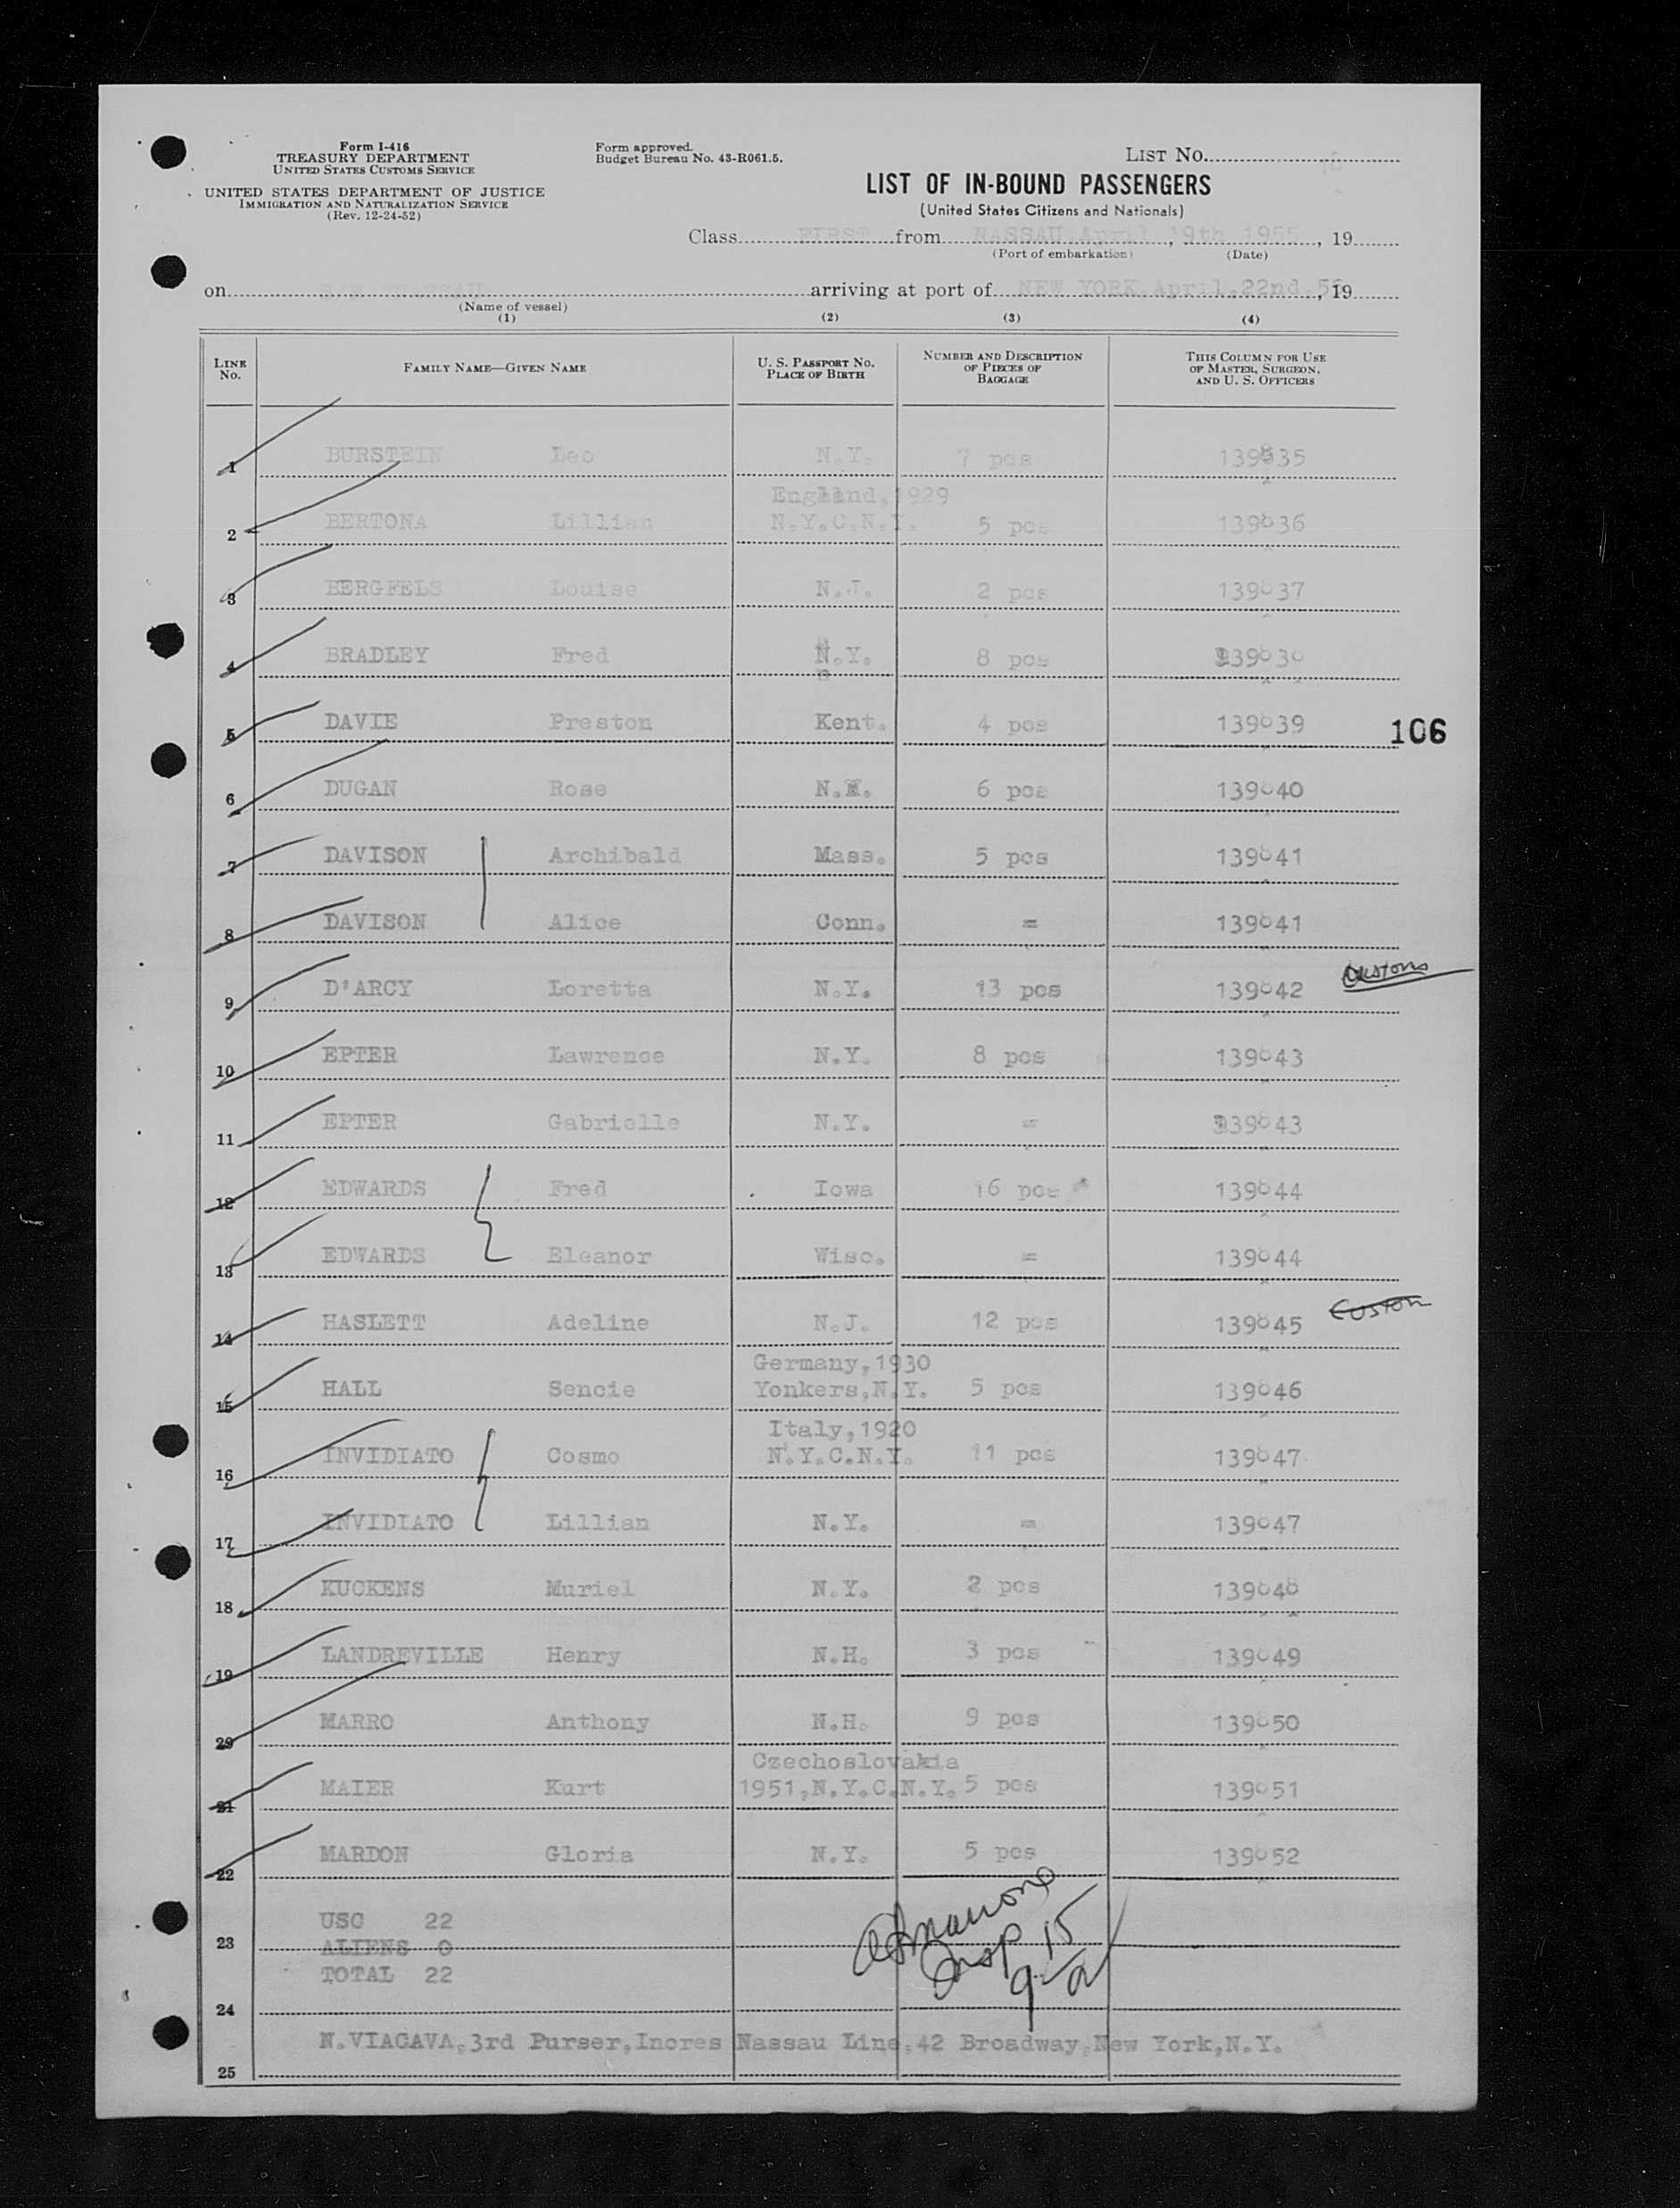 Form I-416
TREASURY DEPARTMENT
UNITED STATES CUSTOMS SERVICE
UNITED STATES DEPARTMENT OF JUSTICE
IMMIGRATION AND NATURALIZATION SERVICE
(Rev. 12-24-52)
Form approved.
Budget Bureau No. 43-R061.5.
LIST NO.
LIST OF IN-BOUND PASSENGERS
(United States Citizens and Nationals)
Class FIRST from NASSAU, April, 19th 1955, 19
(Port of embarkation) (Date)
on S/S NASSAU arriving at port of NEW YORK, April, 22nd, 55, 19
(Name of vessel)
(1) (2) (3) (4)
LINE NO. FAMILY NAME—GIVEN NAME U. S. PASSPORT NO. PLACE OF BIRTH NUMBER AND DESCRIPTION OF PIECES OF BAGGAGE THIS COLUMN FOR USE OF MASTER, SURGEON, AND U. S. OFFICERS
1 BURSTEIN Leo N.Y. 7 pcs 139835
England, 1929
2 BERTONA Lillian N.Y.C.N.Y. 5 pcs 139836
3 BERGFELS Louise N.J. 2 pcs 139837
4 BRADLEY Fred N.Y. 8 pcs 139838
5 DAVIE Preston Kent. 4 pcs 139839 106
6 DUGAN Rose 6 pcs 139840
7 DAVISON Archibald Mass. 5 pcs 139841
8 DAVISON Alice Conn. = 139841
9 D'ARCY Loretta N.Y. 13 pcs 139842 Customs
10 EPTER Lawrence N.Y. 8 pcs 139843
11 EPTER Gabrielle N.Y. = 139843
12 EDWARDS Fred Iowa 16 pcs 139844
13 EDWARDS Eleanor Wisc. = 139844
14 HASLETT Adeline N.J. 12 pcs 139845 Custom
Germany, 1930
15 HALL Sencie Yonkers, N.Y. 5 pcs 139846
Italy, 1920
16 INVIDIATO Cosmo N.Y.C.N.Y. 11 pcs 139847
17 INVIDIATO Lillian N.Y. = 139847
18 KUCKENS Muriel N.Y. 2 pcs 139848
19 LANDREVILLE Henry N.H. 3 pcs 139849
20 MARRO Anthony N.H. 9 pcs 139850
Czechoslovakia
21 MAIER Kurt 1951, N.Y.C.N.Y. 5 pcs 139851
22 MARDON Gloria N.Y. 5 pcs 139852
USC 22
23 ALIENS 0
TOTAL 22
Insp
9 15/a
24
N.VIACAVA, 3rd Purser, Incres Nassau Line, 42 Broadway, New York, N.Y.
25